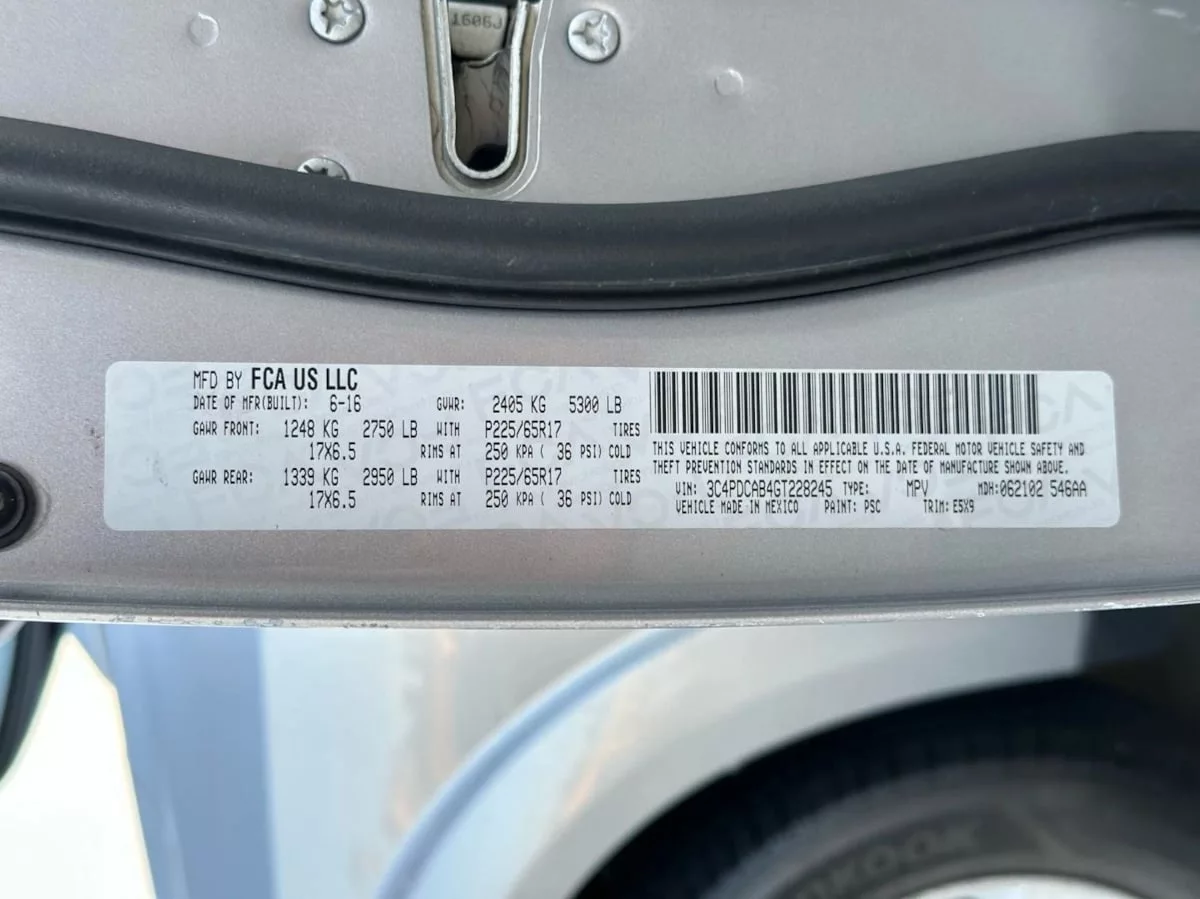 1606J
MFD BY FCA US LLC
DATE OF MFR(BUILT): 6-16 GVWR: 2405 KG 5300 LB
GAWR FRONT: 1248 KG 2750 LB WITH P225/65R17 TIRES
17X6.5 RIMS AT 250 KPA ( 36 PSI) COLD
GAWR REAR: 1339 KG 2950 LB WITH P225/65R17 TIRES
17X6.5 RIMS AT 250 KPA ( 36 PSI) COLD
THIS VEHICLE CONFORMS TO ALL APPLICABLE U.S.A. FEDERAL MOTOR VEHICLE SAFETY AND
THEFT PREVENTION STANDARDS IN EFFECT ON THE DATE OF MANUFACTURE SHOWN ABOVE.
VIN: 3C4PDCAB4GT228245 TYPE: MPV MDH:062102 546AA
VEHICLE MADE IN MEXICO PAINT: PSC TRIM: E5X9